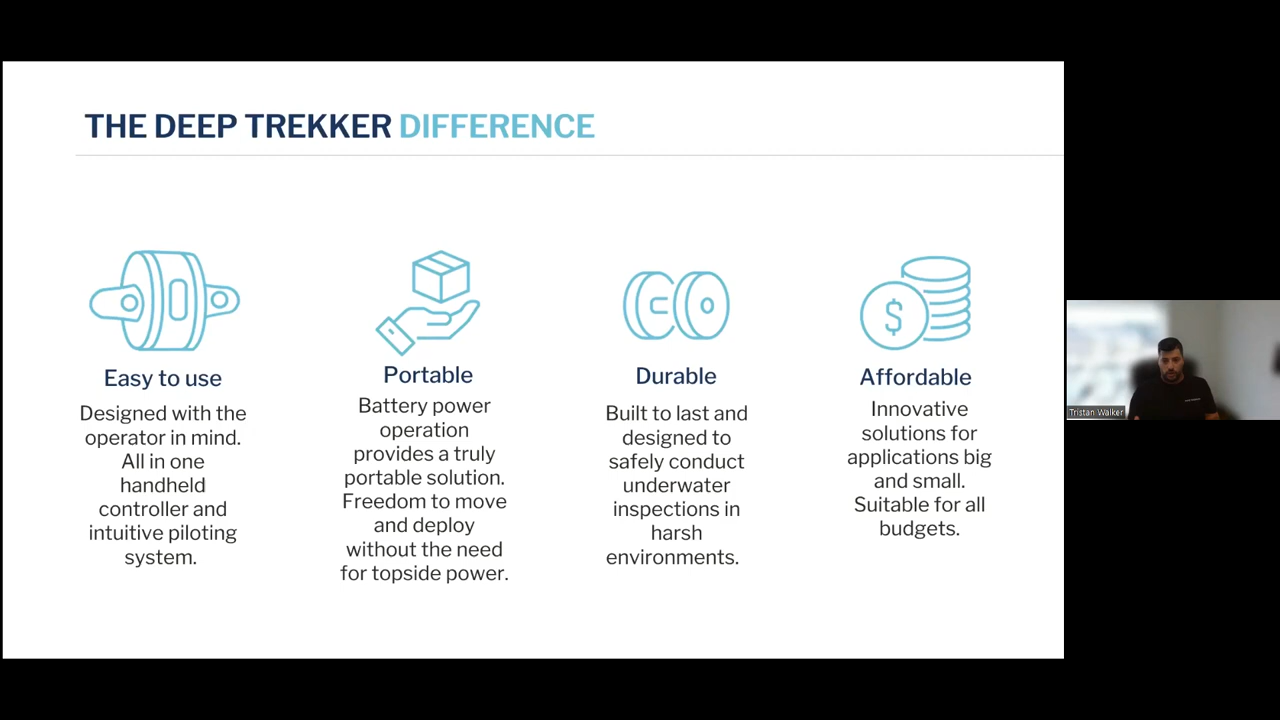 THE DEEP TREKKER DIFFERENCE
Easy to use
Designed with the
operator in mind.
All in one
handheld
controller and
intuitive piloting
system.
Portable
Battery power
operation
provides a truly
portable solution.
Freedom to move
and deploy
without the need
for topside power.
Durable
Built to last and
designed to
safely conduct
underwater
inspections in
harsh
environments.
$
Affordable
Innovative
solutions for
applications big
and small.
Suitable for all
budgets.
Tristan Walker